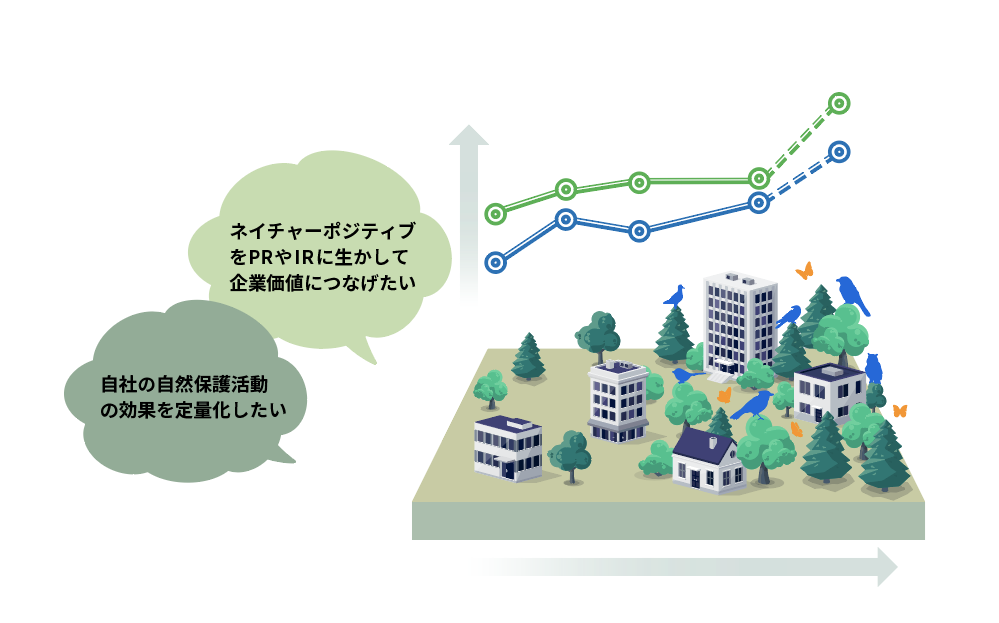 ネイチャーポジティブ
をPRやIRに生かして
企業価値につなげたい
自社の自然保護活動
の効果を定量化したい